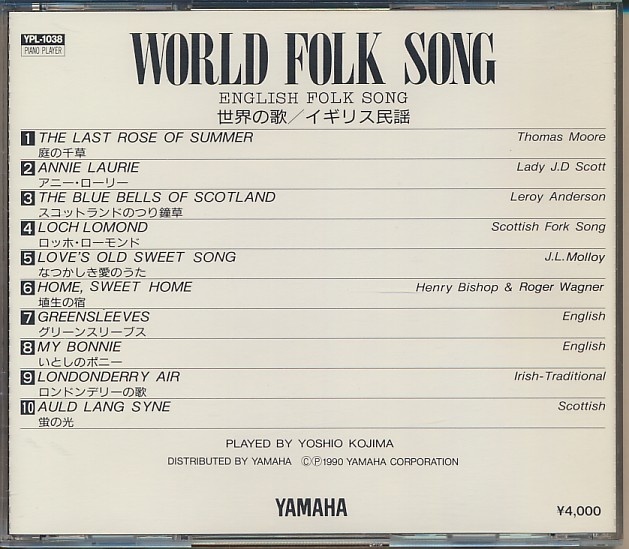 YPL-1038
PIANO PLAYER
WORLD FOLK SONG
ENGLISH FOLK SONG
世界の歌／イギリス民謡
1 THE LAST ROSE OF SUMMER Thomas Moore
庭の千草
2 ANNIE LAURIE Lady J.D Scott
アニー・ローリー
3 THE BLUE BELLS OF SCOTLAND Leroy Anderson
スコットランドのつり鐘草
4 LOCH LOMOND Scottish Fork Song
ロッホ・ローモンド
5 LOVE'S OLD SWEET SONG J.L.Molloy
なつかしき愛のうた
6 HOME, SWEET HOME Henry Bishop & Roger Wagner
埴生の宿
7 GREENSLEEVES English
グリーンスリーブス
8 MY BONNIE English
いとしのボニー
9 LONDONDERRY AIR Irish-Traditional
ロンドンデリーの歌
10 AULD LANG SYNE Scottish
蛍の光
PLAYED BY YOSHIO KOJIMA
DISTRIBUTED BY YAMAHA ©Ⓟ1990 YAMAHA CORPORATION
YAMAHA
¥4,000